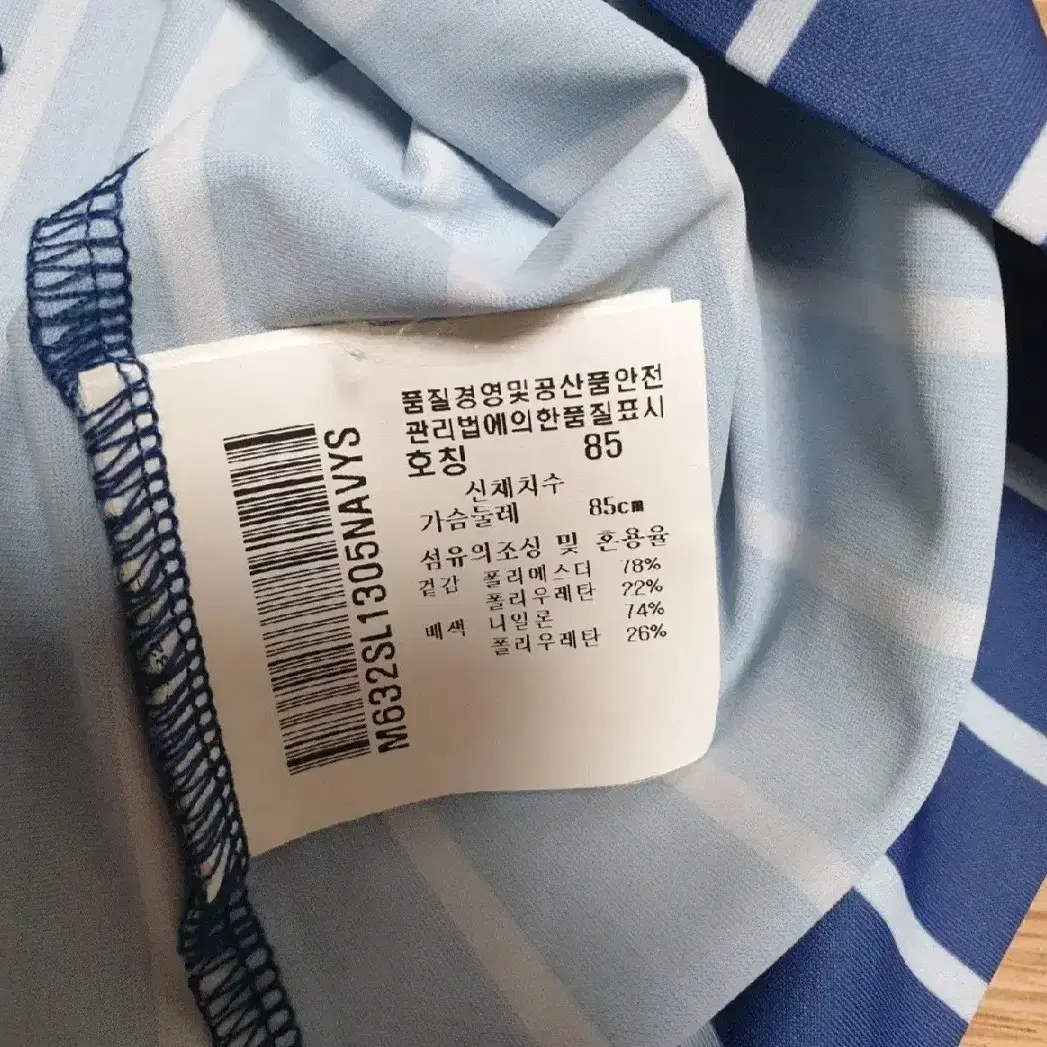 품질경영및공산품안전
관리법에의한품질표시
호칭 85
신체치수
가슴둘레 85cm
섬유의조성 및 혼용율
겉감 폴리에스터 78%
폴리우레탄 22%
배색 니일론 74%
폴리우레탄 26%
M632SL1305NAVYS